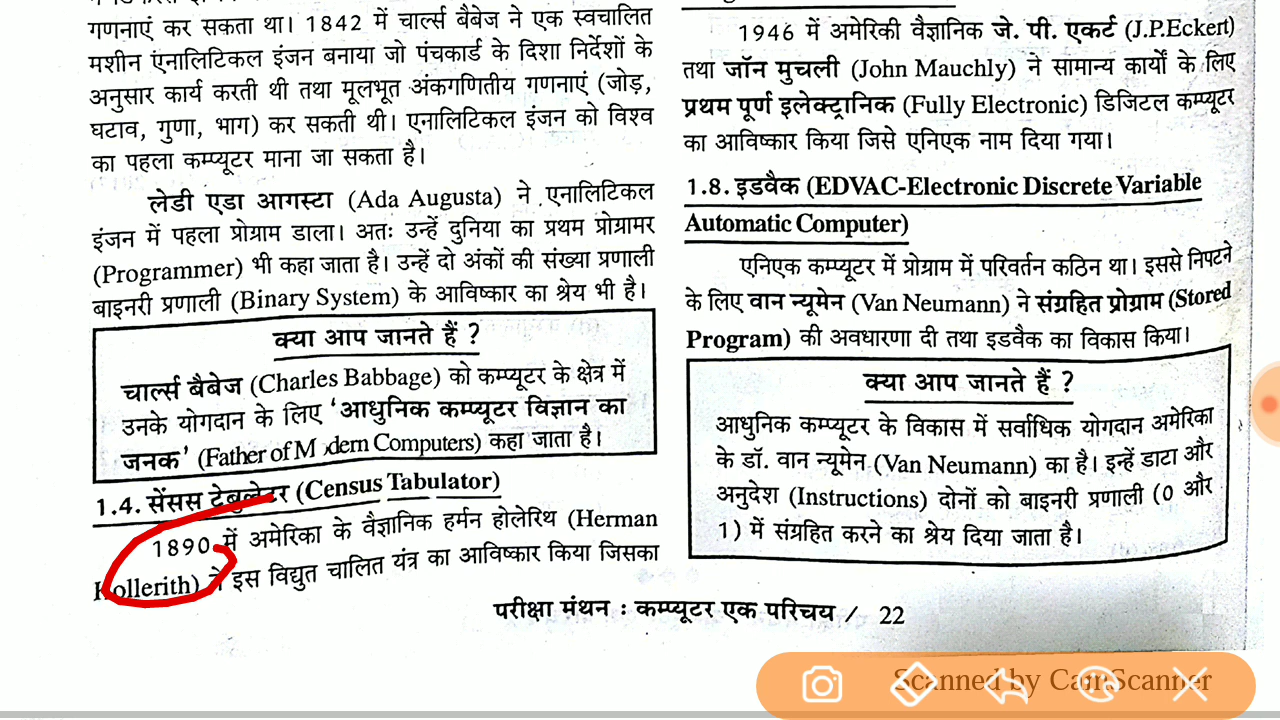 गणनाएं कर सकता था। 1842 में चार्ल्स बैबेज ने एक स्वचालित
मशीन एंनालिटिकल इंजन बनाया जो पंचकार्ड के दिशा निर्देशों के
अनुसार कार्य करती थी तथा मूलभूत अंकगणितीय गणनाएं (जोड़,
घटाव, गुणा, भाग) कर सकती थी। एनालिटिकल इंजन को विश्व
का पहला कम्प्यूटर माना जा सकता है।
लेडी एडा आगस्टा (Ada Augusta) ने एनालिटिकल
इंजन में पहला प्रोग्राम डाला। अतः उन्हें दुनिया का प्रथम प्रोग्रामर
(Programmer) भी कहा जाता है। उन्हें दो अंकों की संख्या प्रणाली
बाइनरी प्रणाली (Binary System) के आविष्कार का श्रेय भी है।
क्या आप जानते हैं ?
चार्ल्स बैबेज (Charles Babbage) को कम्प्यूटर के क्षेत्र में
उनके योगदान के लिए 'आधुनिक कम्प्यूटर विज्ञान का
जनक' (Father of Modern Computers) कहा जाता है।
1.4. सेंसस टेबुलेटर (Census Tabulator)
1890 में अमेरिका के वैज्ञानिक हर्मन होलेरिथ (Herman
Hollerith) ने इस विद्युत चालित यंत्र का आविष्कार किया जिसका
1946 में अमेरिकी वैज्ञानिक जे. पी. एकर्ट (J.P.Eckert)
तथा जॉन मुचली (John Mauchly) ने सामान्य कार्यों के लिए
प्रथम पूर्ण इलेक्ट्रानिक (Fully Electronic) डिजिटल कम्प्यूटर
का आविष्कार किया जिसे एनिएक नाम दिया गया।
1.8. इडवैक (EDVAC-Electronic Discrete Variable
Automatic Computer)
एनिएक कम्प्यूटर में प्रोग्राम में परिवर्तन कठिन था। इससे निपटने
के लिए वान न्यूमेन (Van Neumann) ने संग्रहित प्रोग्राम (Stored
Program) की अवधारणा दी तथा इडवैक का विकास किया।
क्या आप जानते हैं ?
आधुनिक कम्प्यूटर के विकास में सर्वाधिक योगदान अमेरिका
के डॉ. वान न्यूमेन (Van Neumann) का है। इन्हें डाटा और
अनुदेश (Instructions) दोनों को बाइनरी प्रणाली (0 और
1) में संग्रहित करने का श्रेय दिया जाता है।
परीक्षा मंथन : कम्प्यूटर एक परिचय / 22
Scanned by CamScanner